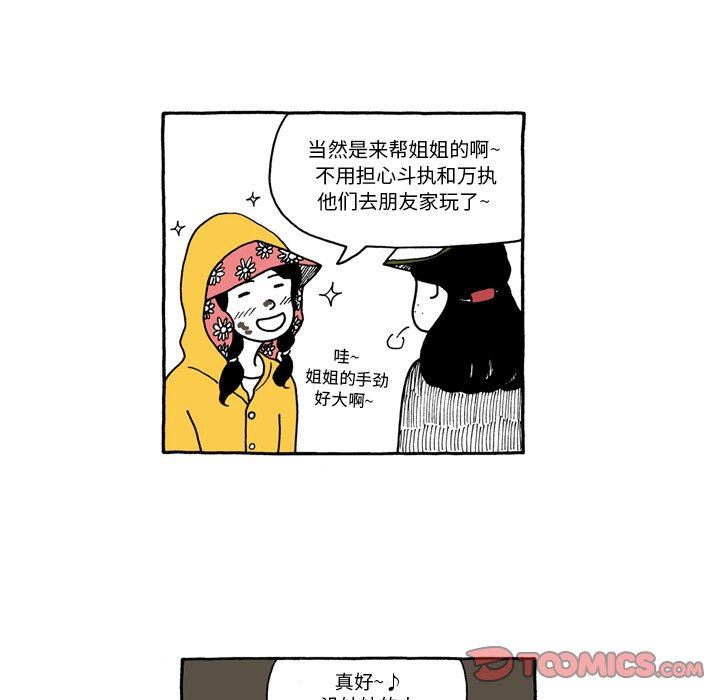 当然是来帮姐姐的啊~
不用担心斗执和万执
他们去朋友家玩了~
哇~
姐姐的手劲
好大啊~
真好~♪
TOOMICS.COM